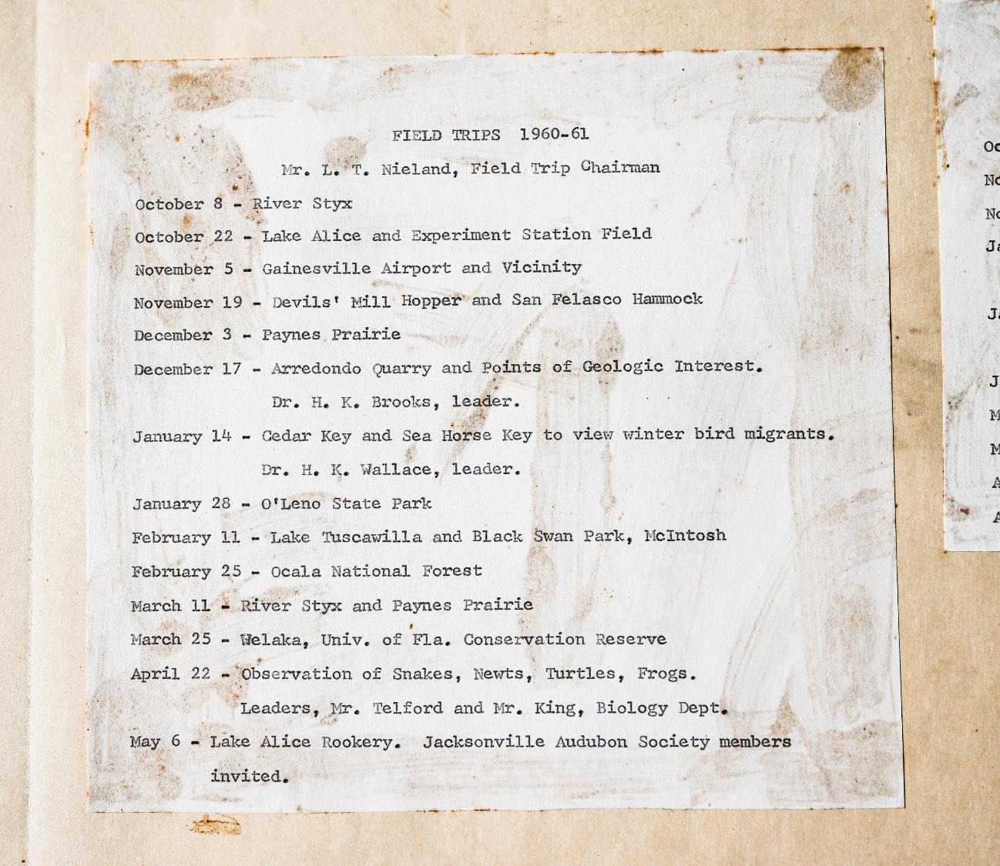 FIELD TRIPS 1960-61
Mr. L. T. Nieland, Field Trip Chairman
October 8 - River Styx
October 22 - Lake Alice and Experiment Station Field
November 5 - Gainesville Airport and Vicinity
November 19 - Devils' Mill Hopper and San Felasco Hammock
December 3 - Paynes Prairie
December 17 - Arredondo Quarry and Points of Geologic Interest.
Dr. H. K. Brooks, leader.
January 14 - Cedar Key and Sea Horse Key to view winter bird migrants.
Dr. H. K. Wallace, leader.
January 28 - O'Leno State Park
February 11 - Lake Tuscawilla and Black Swan Park, McIntosh
February 25 - Ocala National Forest
March 11 - River Styx and Paynes Prairie
March 25 - Welaka, Univ. of Fla. Conservation Reserve
April 22 - Observation of Snakes, Newts, Turtles, Frogs.
Leaders, Mr. Telford and Mr. King, Biology Dept.
May 6 - Lake Alice Rookery. Jacksonville Audubon Society members
invited.